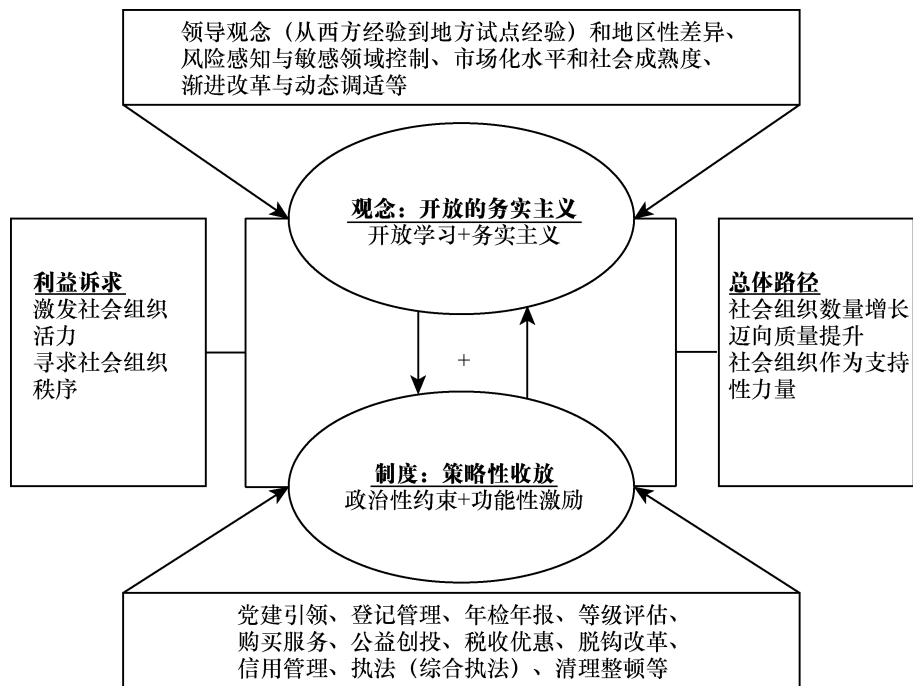 领导观念（从西方经验到地方试点经验）和地区性差异、
风险感知与敏感领域控制、市场化水平和社会成熟度、
渐进改革与动态调适等
观念：开放的务实主义
开放学习+务实主义
利益诉求
激发社会组织
活力
寻求社会组织
秩序
+
总体路径
社会组织数量增长
迈向质量提升
社会组织作为支持
性力量
制度：策略性收放
政治性约束+功能性激励
党建引领、登记管理、年检年报、等级评估、
购买服务、公益创投、税收优惠、脱钩改革、
信用管理、执法（综合执法）、清理整顿等